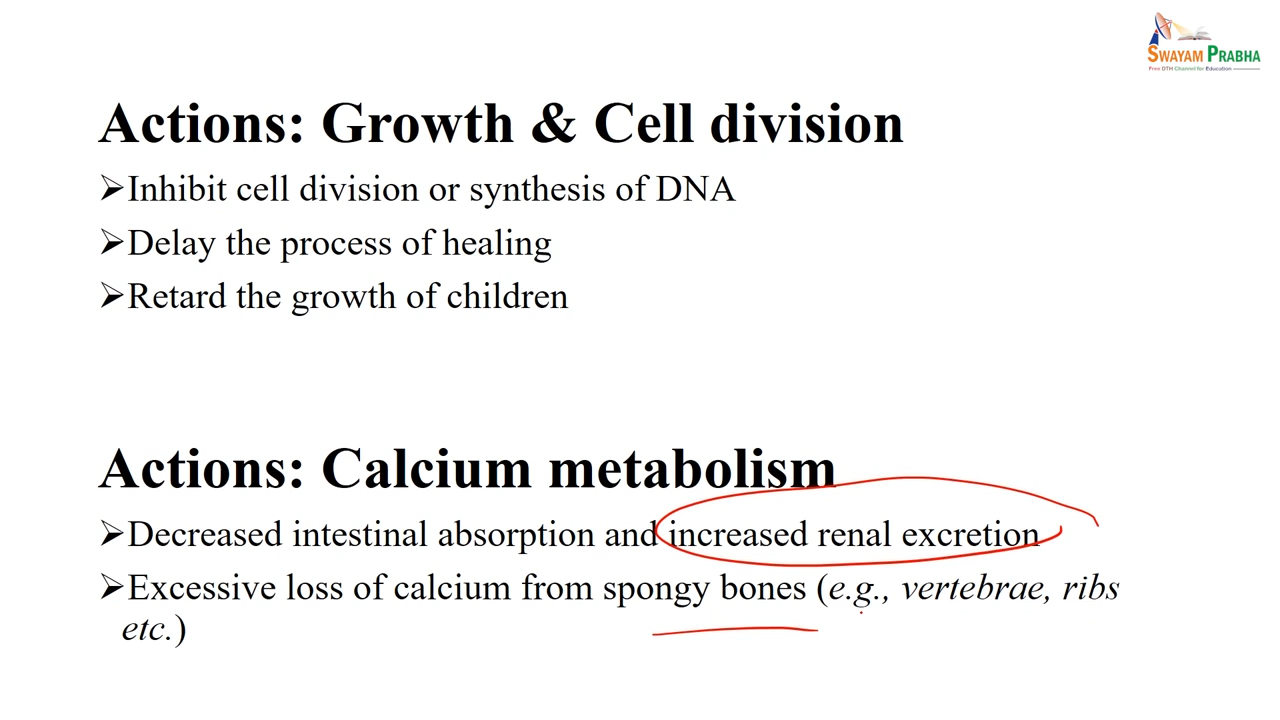 SWAYAM PRABHA
Free DTH Channel for Education
Actions: Growth & Cell division
➢Inhibit cell division or synthesis of DNA
➢Delay the process of healing
➢Retard the growth of children
Actions: Calcium metabolism
➢Decreased intestinal absorption and increased renal excretion
➢Excessive loss of calcium from spongy bones (e.g., vertebrae, ribs
etc.)